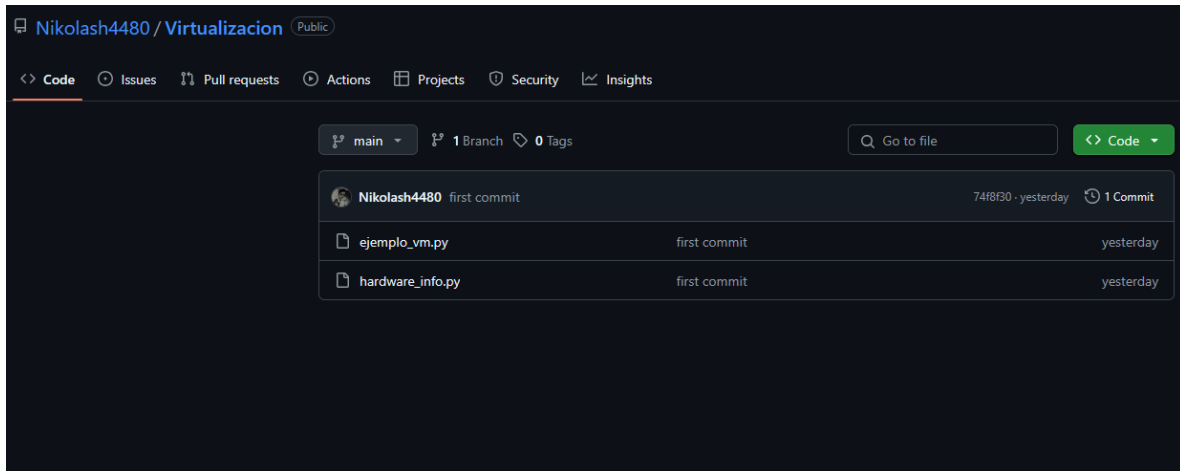 Nikolash4480 / Virtualizacion Public
Code Issues Pull requests Actions Projects Security Insights
main 1 Branch 0 Tags Go to file Code
Nikolash4480 first commit 74f8f30 · yesterday 1 Commit
ejemplo_vm.py first commit yesterday
hardware_info.py first commit yesterday